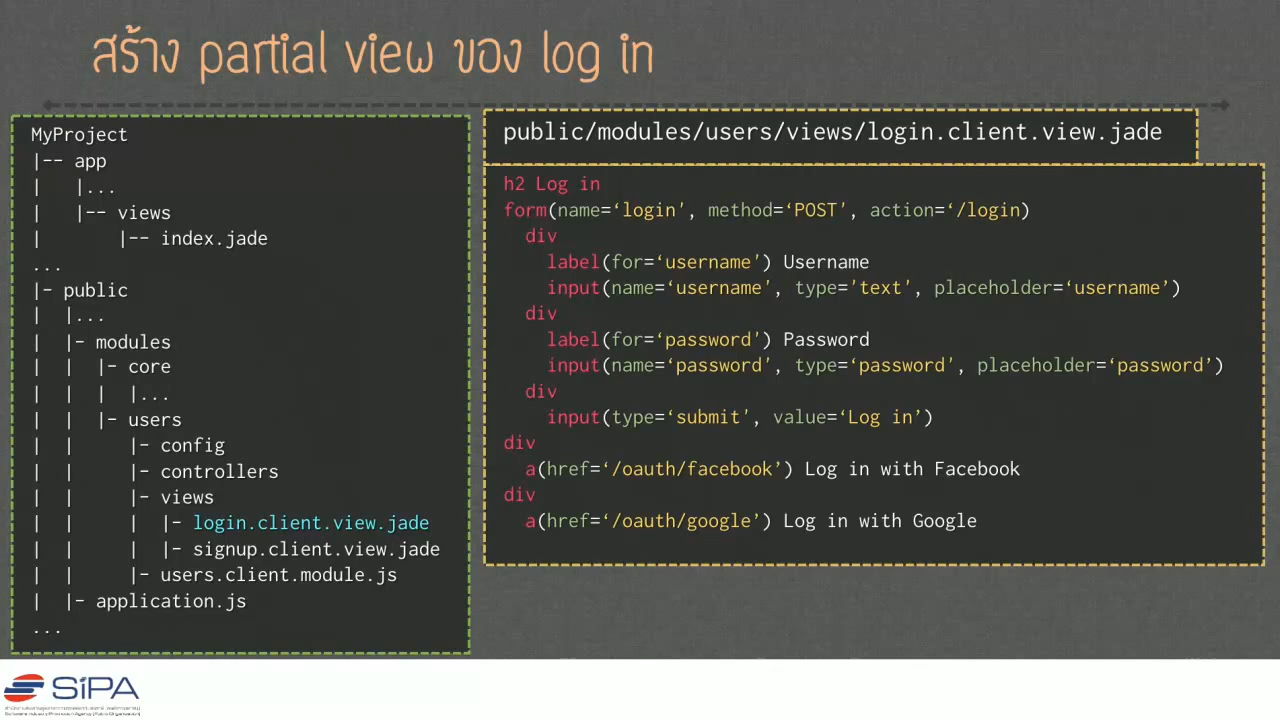 สร้าง partial view ของ log in
MyProject
|-- app
|   |...
|   |-- views
|       |-- index.jade
...
|- public
|  |...
|  |- modules
|  |  |- core
|  |  |  |...
|  |  |- users
|  |     |- config
|  |     |- controllers
|  |     |- views
|  |     |  |- login.client.view.jade
|  |     |  |- signup.client.view.jade
|  |     |- users.client.module.js
|  |- application.js
...
public/modules/users/views/login.client.view.jade
h2 Log in
form(name=‘login', method=‘POST', action=‘/login)
  div
    label(for=‘username’) Username
    input(name=‘username', type='text', placeholder=‘username’)
  div
    label(for=‘password’) Password
    input(name=‘password', type=‘password', placeholder=‘password’)
  div
    input(type=‘submit', value=‘Log in’)
div
  a(href=‘/oauth/facebook’) Log in with Facebook
div
  a(href=‘/oauth/google’) Log in with Google
SiPA